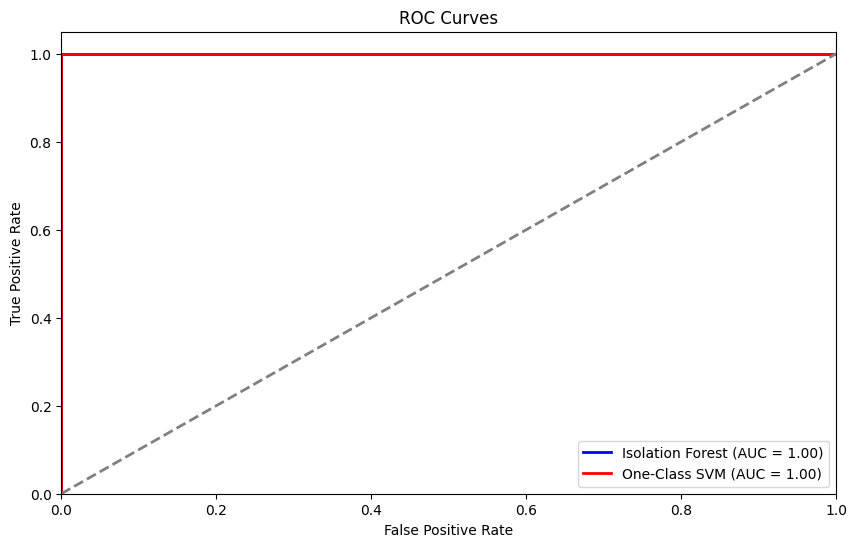 ROC Curves
True Positive Rate
1.0
0.8
0.6
0.4
0.2
0.0
Isolation Forest (AUC = 1.00)
One-Class SVM (AUC = 1.00)
0.0 0.2 0.4 0.6 0.8 1.0
False Positive Rate